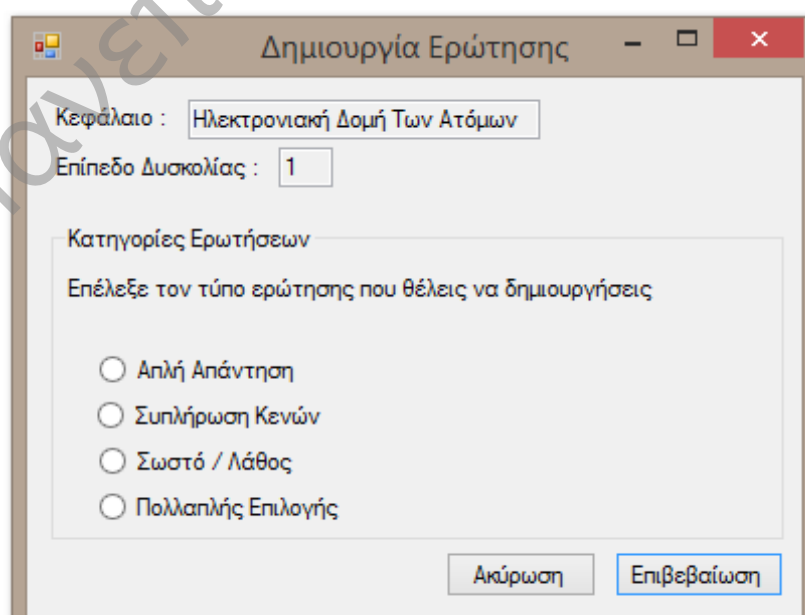 Δημιουργία Ερώτησης
Κεφάλαιο : Ηλεκτρονιακή Δομή Των Ατόμων
Επίπεδο Δυσκολίας : 1
Κατηγορίες Ερωτήσεων
Επέλεξε τον τύπο ερώτησης που θέλεις να δημιουργήσεις
Απλή Απάντηση
Συπλήρωση Κενών
Σωστό / Λάθος
Πολλαπλής Επιλογής
Ακύρωση Επιβεβαίωση